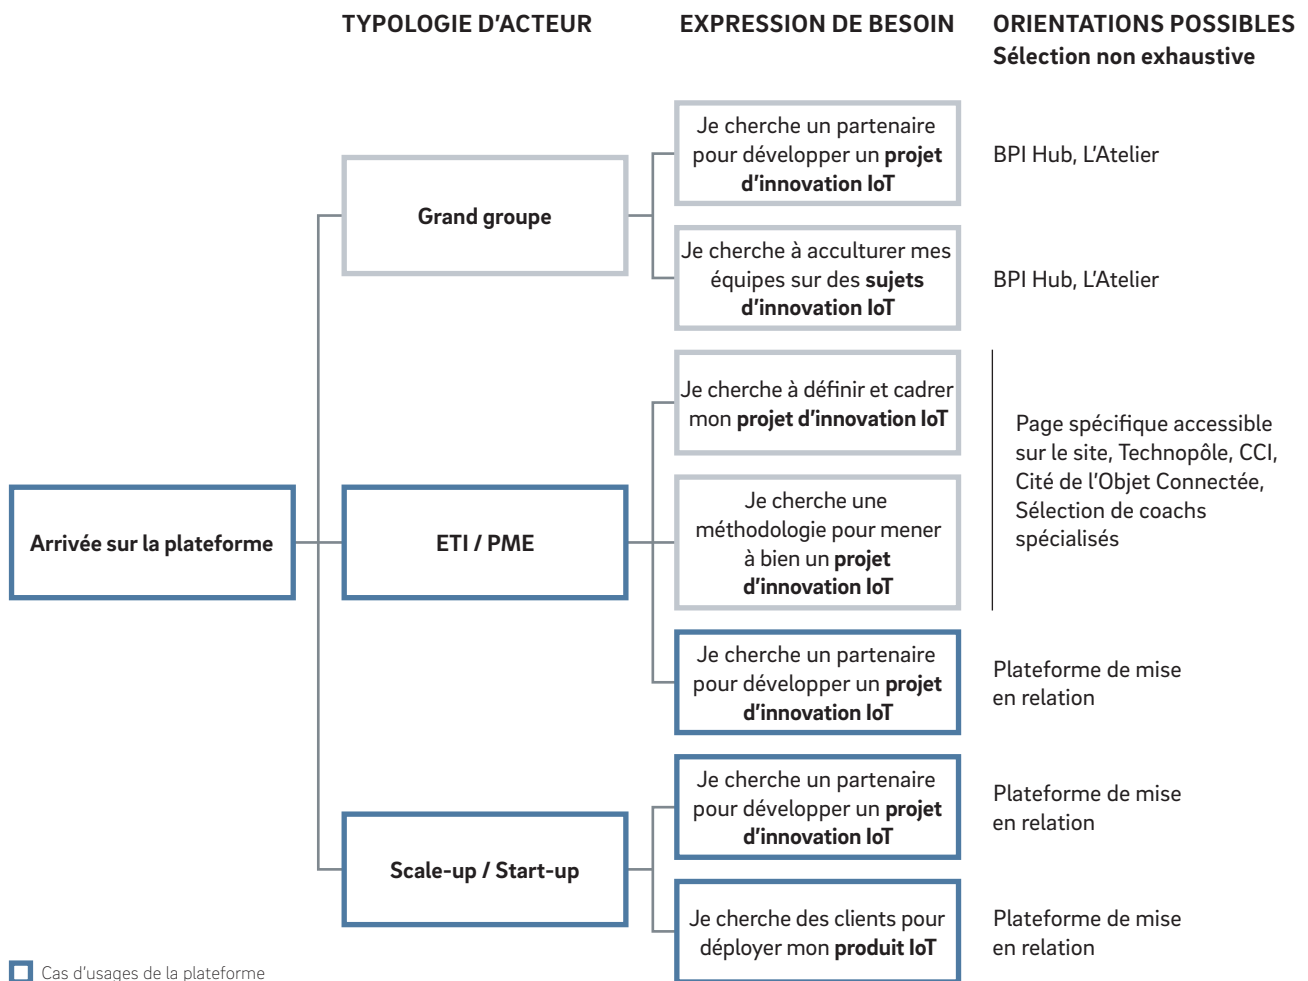 TYPOLOGIE D'ACTEUR
EXPRESSION DE BESOIN
ORIENTATIONS POSSIBLES
Sélection non exhaustive
Arrivée sur la plateforme
Grand groupe
Je cherche un partenaire
pour développer un projet
d'innovation IoT
BPI Hub, L'Atelier
Je cherche à acculturer mes
équipes sur des sujets
d'innovation IoT
BPI Hub, L'Atelier
ETI / PME
Je cherche à définir et cadrer
mon projet d'innovation IoT
Je cherche une
méthodologie pour mener
à bien un projet
d'innovation IoT
Page spécifique accessible
sur le site, Technopôle, CCI,
Cité de l'Objet Connectée,
Sélection de coachs
spécialisés
Je cherche un partenaire
pour développer un projet
d'innovation IoT
Plateforme de mise
en relation
Scale-up / Start-up
Je cherche un partenaire
pour développer un projet
d'innovation IoT
Plateforme de mise
en relation
Je cherche des clients pour
déployer mon produit IoT
Plateforme de mise
en relation
Cas d'usages de la plateforme